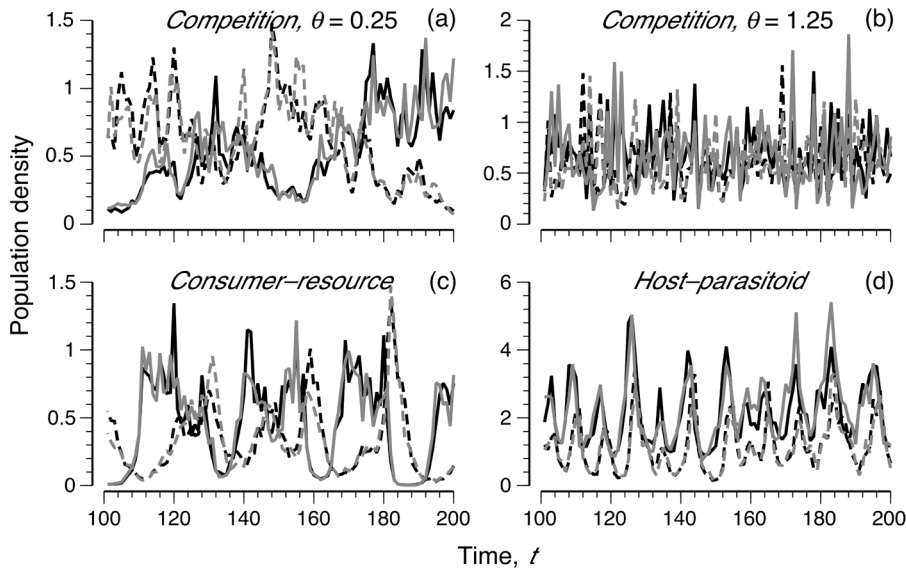 Competition, θ = 0.25 (a)
Competition, θ = 1.25 (b)
1.5
1
0.5
0
2
1.5
1
0.5
0
Population density
Consumer–resource (c)
Host–parasitoid (d)
1.5
1
0.5
0
6
4
2
0
100 120 140 160 180 200
100 120 140 160 180 200
Time, t